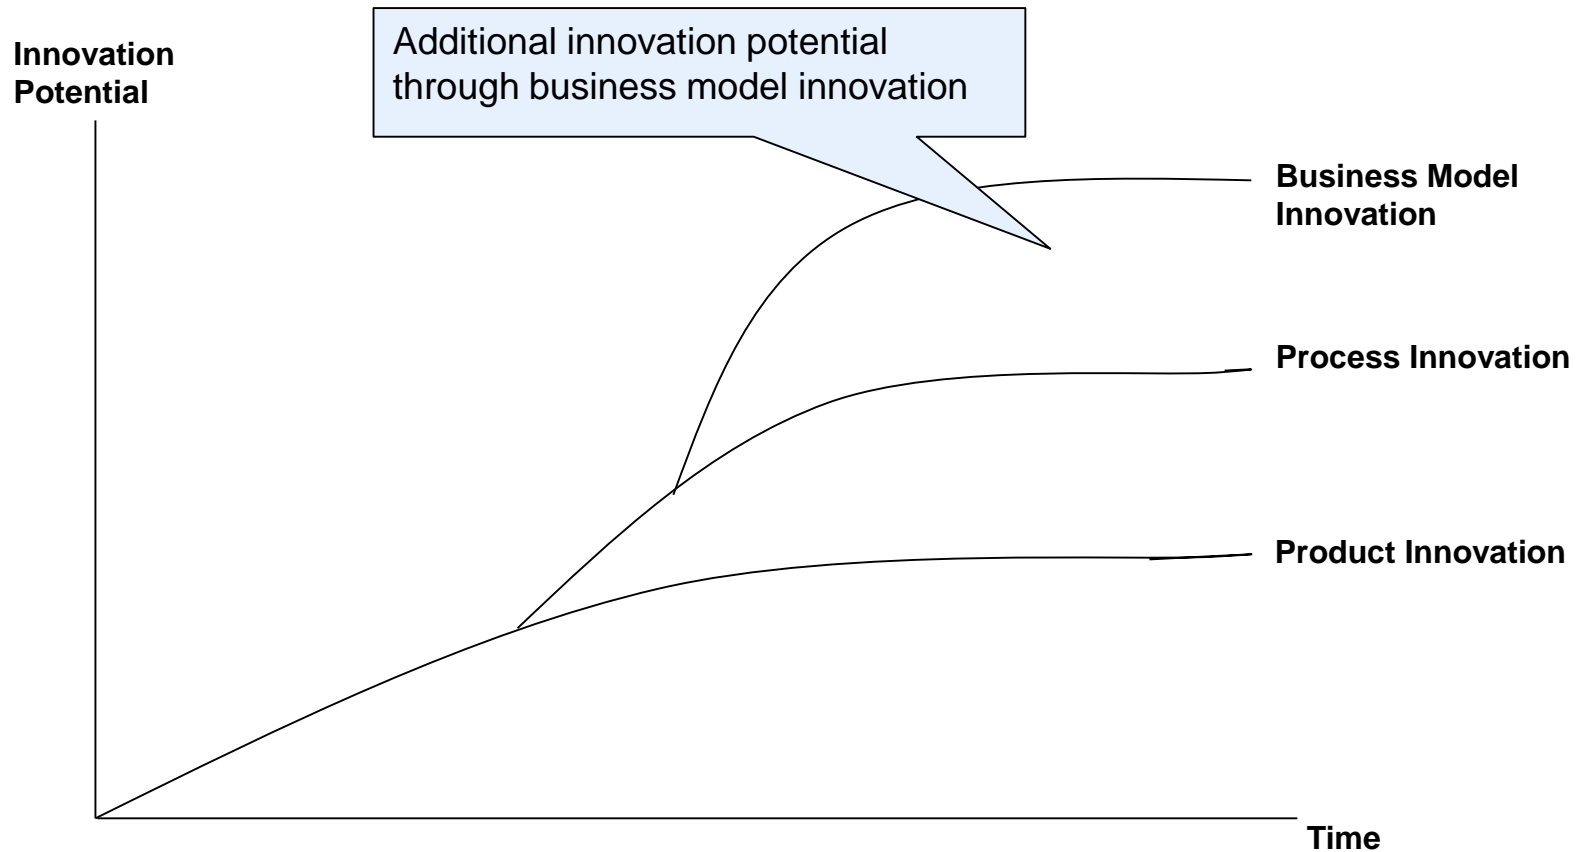 Innovation
Potential
Additional innovation potential
through business model innovation
Business Model
Innovation
Process Innovation
Product Innovation
Time